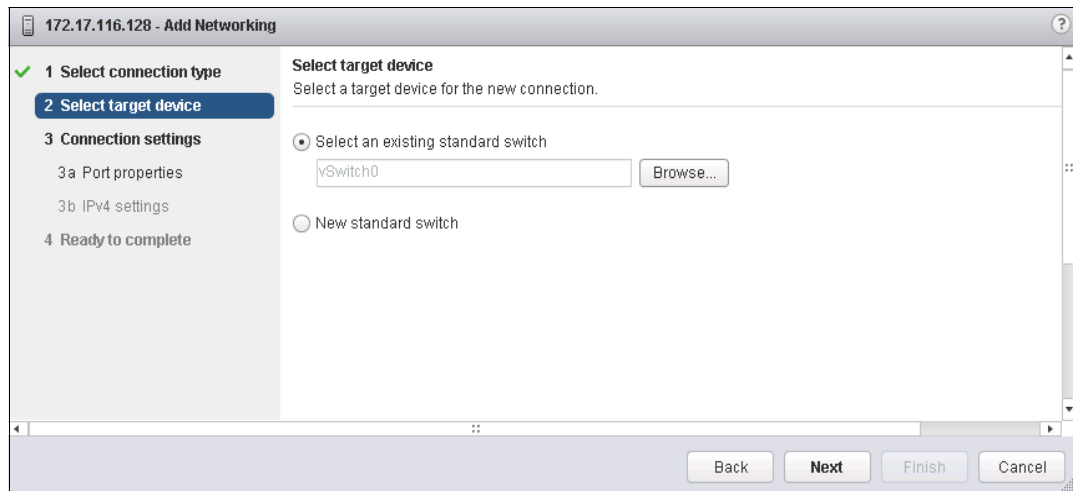 172.17.116.128 - Add Networking
?
1 Select connection type
2 Select target device
3 Connection settings
3a Port properties
3b IPv4 settings
4 Ready to complete
Select target device
Select a target device for the new connection.
Select an existing standard switch
vSwitch0
Browse...
New standard switch
Back
Next
Finish
Cancel